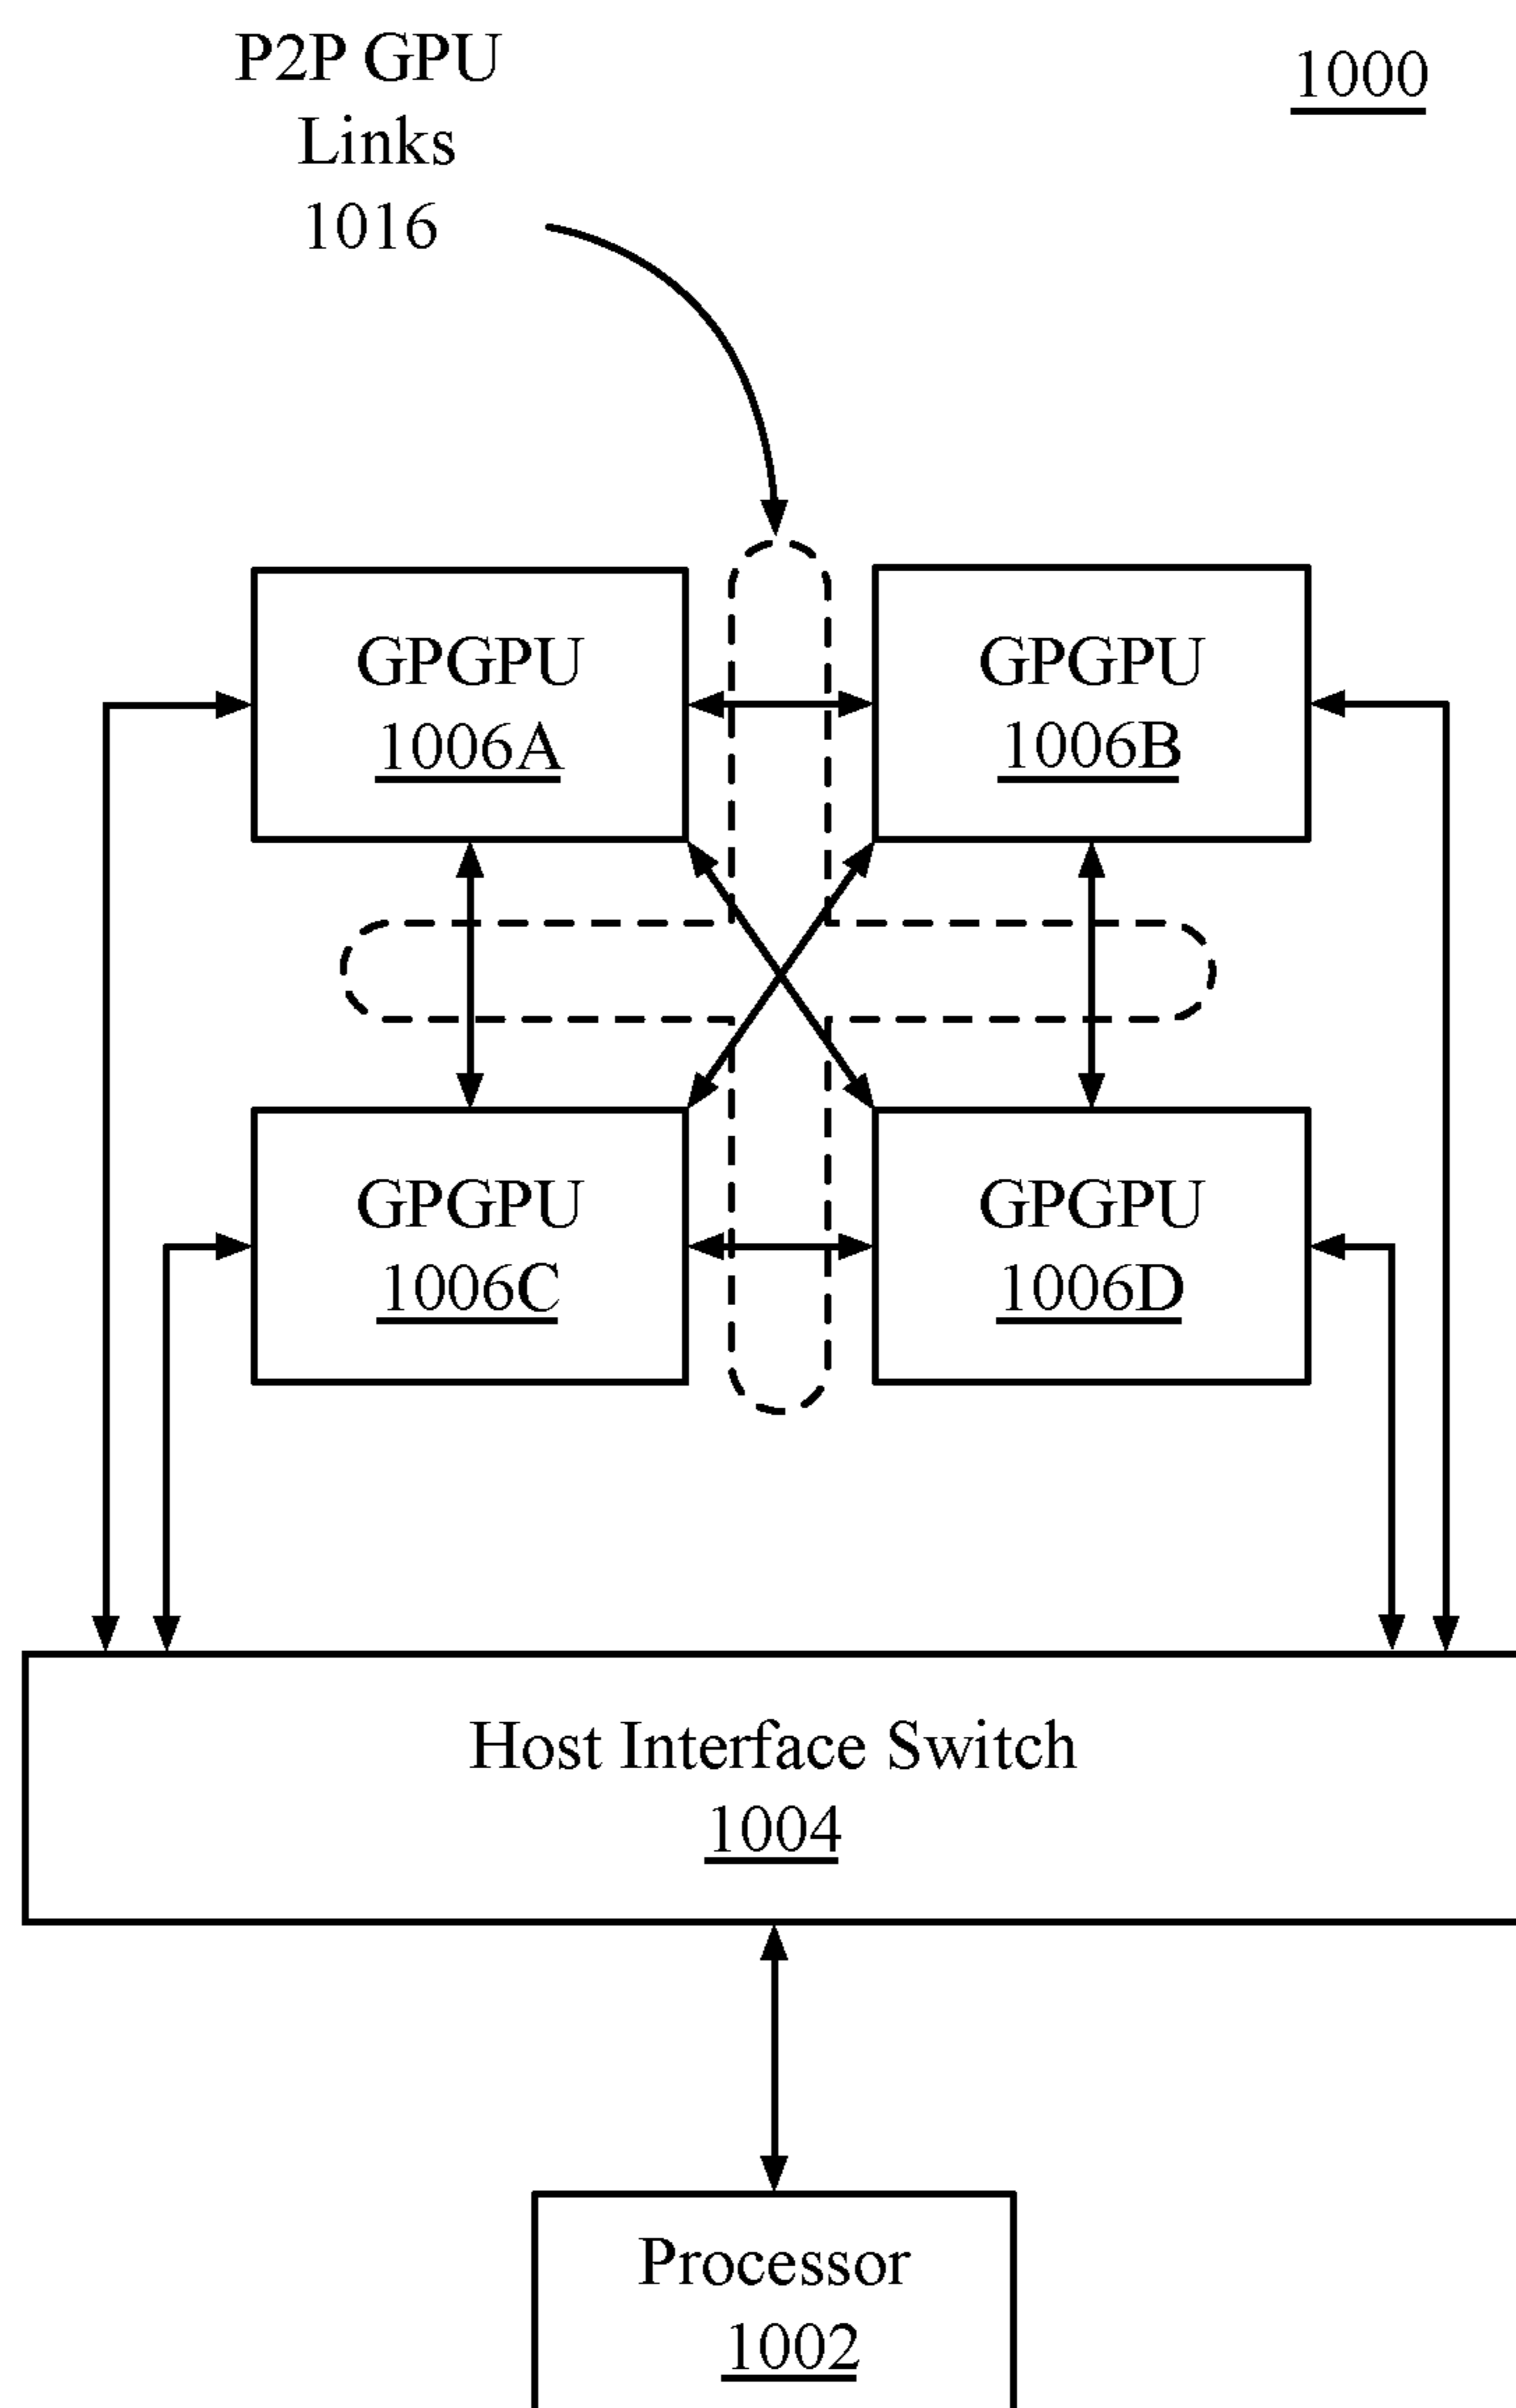 P2P GPU
Links
1016
1000
GPGPU
1006A
GPGPU
1006B
GPGPU
1006C
GPGPU
1006D
Host Interface Switch
1004
Processor
1002